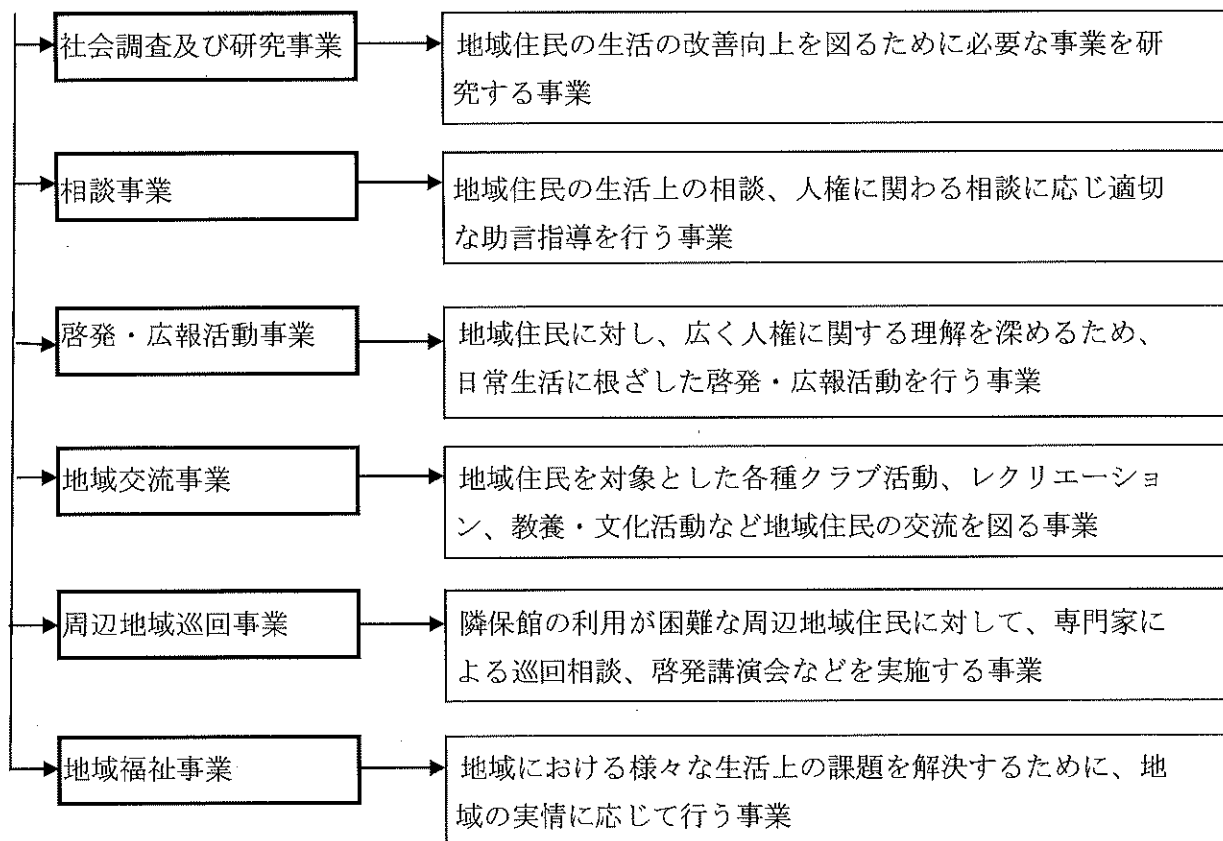 社会調査及び研究事業
地域住民の生活の改善向上を図るために必要な事業を研
究する事業
相談事業
地域住民の生活上の相談、人権に関わる相談に応じ適切
な助言指導を行う事業
啓発・広報活動事業
地域住民に対し、広く人権に関する理解を深めるため、
日常生活に根ざした啓発・広報活動を行う事業
地域交流事業
地域住民を対象とした各種クラブ活動、レクリエーショ
ン、教養・文化活動など地域住民の交流を図る事業
周辺地域巡回事業
隣保館の利用が困難な周辺地域住民に対して、専門家に
よる巡回相談、啓発講演会などを実施する事業
地域福祉事業
地域における様々な生活上の課題を解決するために、地
域の実情に応じて行う事業